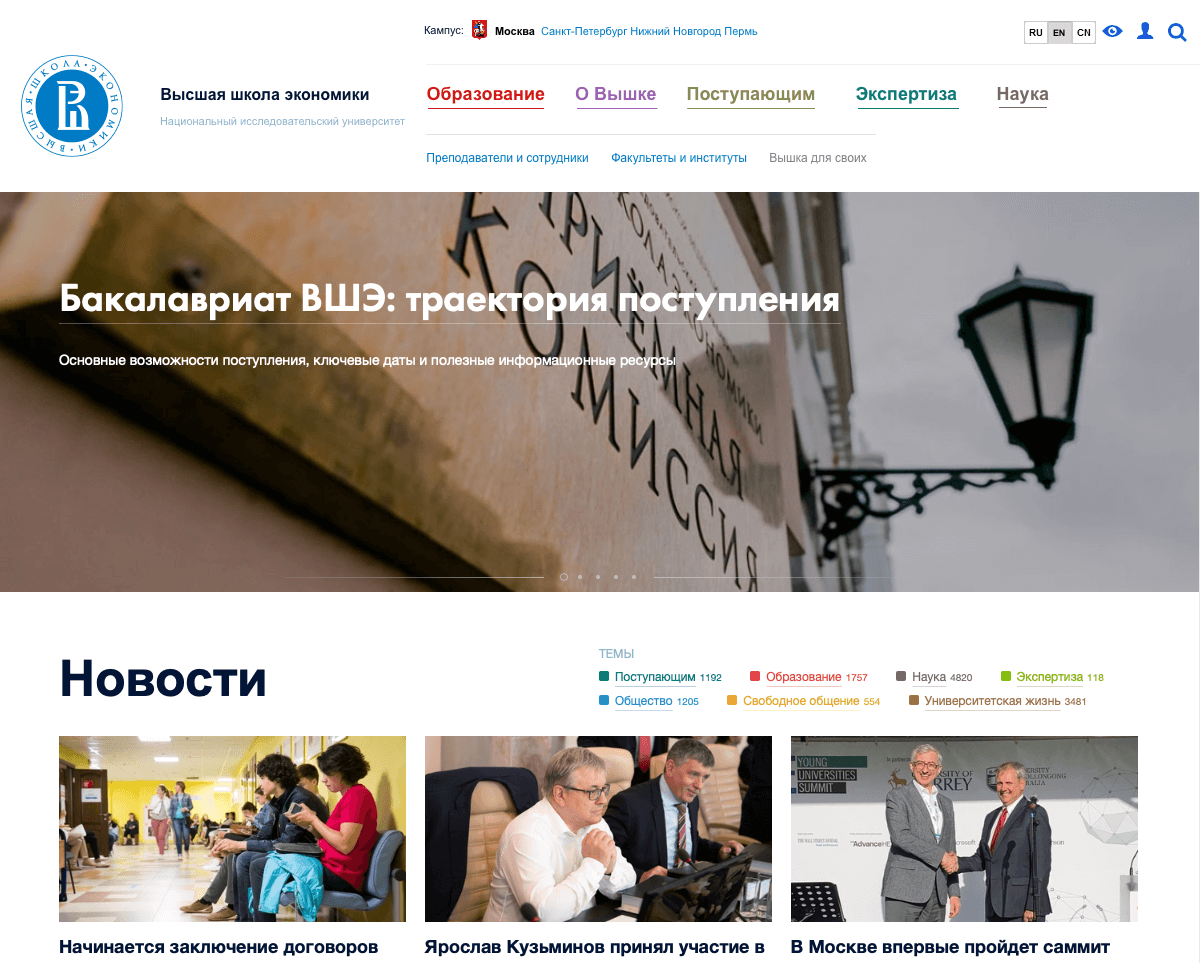 Кампус: Москва Санкт-Петербург Нижний Новгород Пермь
RU EN CN
ВЫСШАЯ • ШКОЛА • ЭКОНОМИКИ
Высшая школа экономики
Национальный исследовательский университет
Образование О Вышке Поступающим Экспертиза Наука
Преподаватели и сотрудники Факультеты и институты Вышка для своих
КОЛОМИ
ПРИЁМНАЯ
КОМИССИЯ
Бакалавриат ВШЭ: траектория поступления
Основные возможности поступления, ключевые даты и полезные информационные ресурсы
Новости
ТЕМЫ
Поступающим 1192 Образование 1757 Наука 4820 Экспертиза 118
Общество 1205 Свободное общение 554 Университетская жизнь 3481
YOUNG
UNIVERSITIES
SUMMIT
Начинается заключение договоров
Ярослав Кузьминов принял участие в
В Москве впервые пройдет саммит